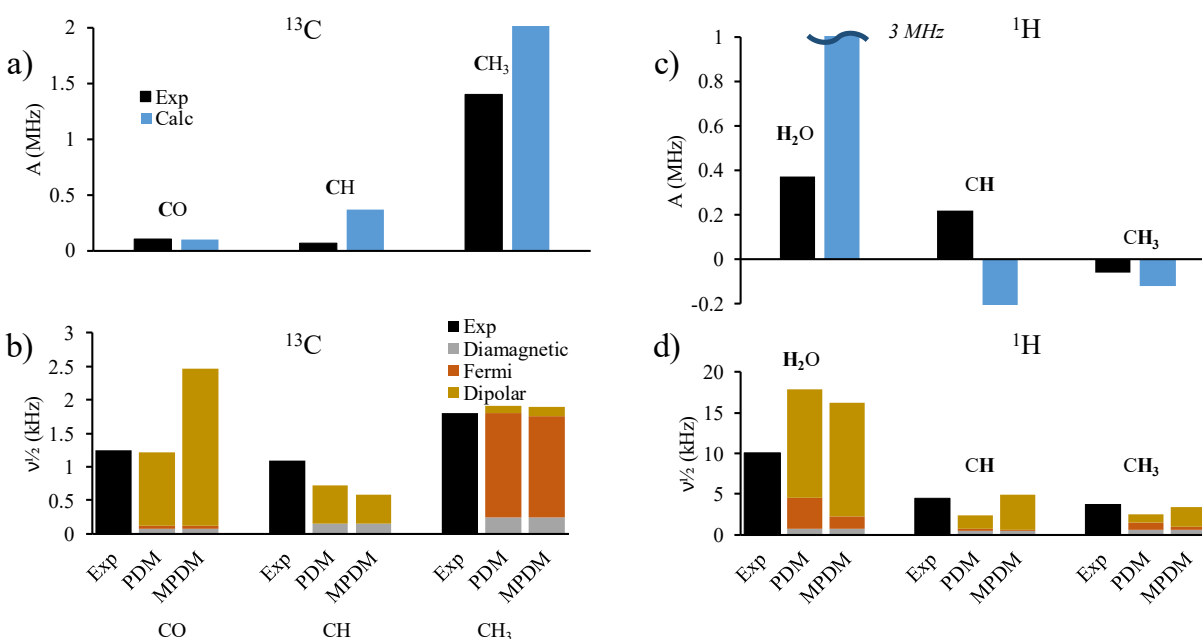 a)
¹³C
A (MHz)
2
1.5
1
0.5
0
Exp
Calc
CO
CH
CH₃
c)
¹H
3 MHz
A (MHz)
1
0.8
0.6
0.4
0.2
0
-0.2
H₂O
CH
CH₃
b)
¹³C
ν½ (kHz)
3
2.5
2
1.5
1
0.5
0
Exp
Diamagnetic
Fermi
Dipolar
Exp PDM MPDM Exp PDM MPDM Exp PDM MPDM
CO CH CH₃
d)
¹H
ν½ (kHz)
20
15
10
5
0
H₂O
CH
CH₃
Exp PDM MPDM Exp PDM MPDM Exp PDM MPDM